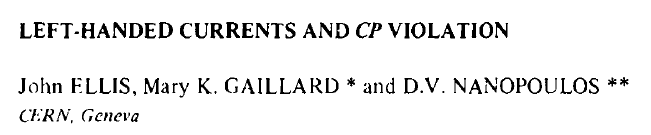 LEFT-HANDED CURRENTS AND CP VIOLATION
John ELLIS, Mary K. GAILLARD * and D.V. NANOPOULOS **
CERN, Geneva